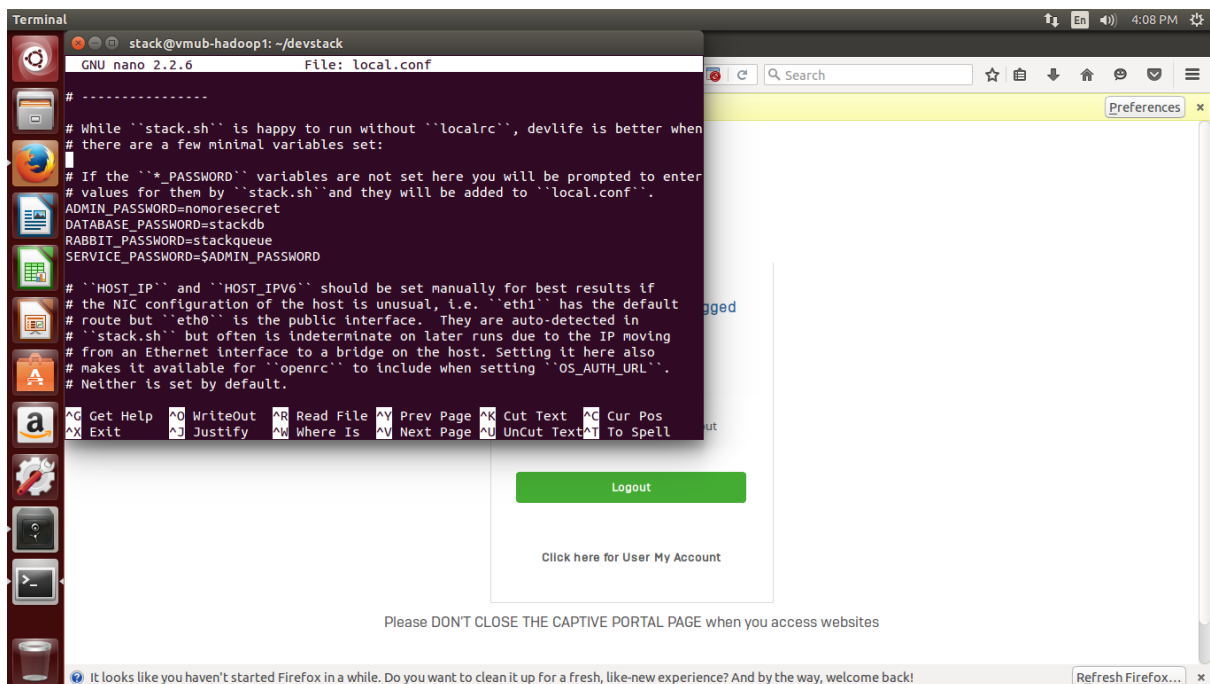 Terminal
En
4:08 PM
stack@vmub-hadoop1: ~/devstack
GNU nano 2.2.6 File: local.conf
# ----------------
# While ``stack.sh`` is happy to run without ``localrc``, devlife is better when
# there are a few minimal variables set:
# If the ``*_PASSWORD`` variables are not set here you will be prompted to enter
# values for them by ``stack.sh``and they will be added to ``local.conf``.
ADMIN_PASSWORD=nomoresecret
DATABASE_PASSWORD=stackdb
RABBIT_PASSWORD=stackqueue
SERVICE_PASSWORD=$ADMIN_PASSWORD
# ``HOST_IP`` and ``HOST_IPV6`` should be set manually for best results if
# the NIC configuration of the host is unusual, i.e. ``eth1`` has the default
# route but ``eth0`` is the public interface.  They are auto-detected in
# ``stack.sh`` but often is indeterminate on later runs due to the IP moving
# from an Ethernet interface to a bridge on the host. Setting it here also
# makes it available for ``openrc`` to include when setting ``OS_AUTH_URL``.
# Neither is set by default.
^G Get Help ^O WriteOut ^R Read File ^Y Prev Page ^K Cut Text ^C Cur Pos
^X Exit ^J Justify ^W Where Is ^V Next Page ^U UnCut Text ^T To Spell
Search
Preferences
gged
out
Logout
Click here for User My Account
Please DON'T CLOSE THE CAPTIVE PORTAL PAGE when you access websites
It looks like you haven't started Firefox in a while. Do you want to clean it up for a fresh, like-new experience? And by the way, welcome back!
Refresh Firefox...